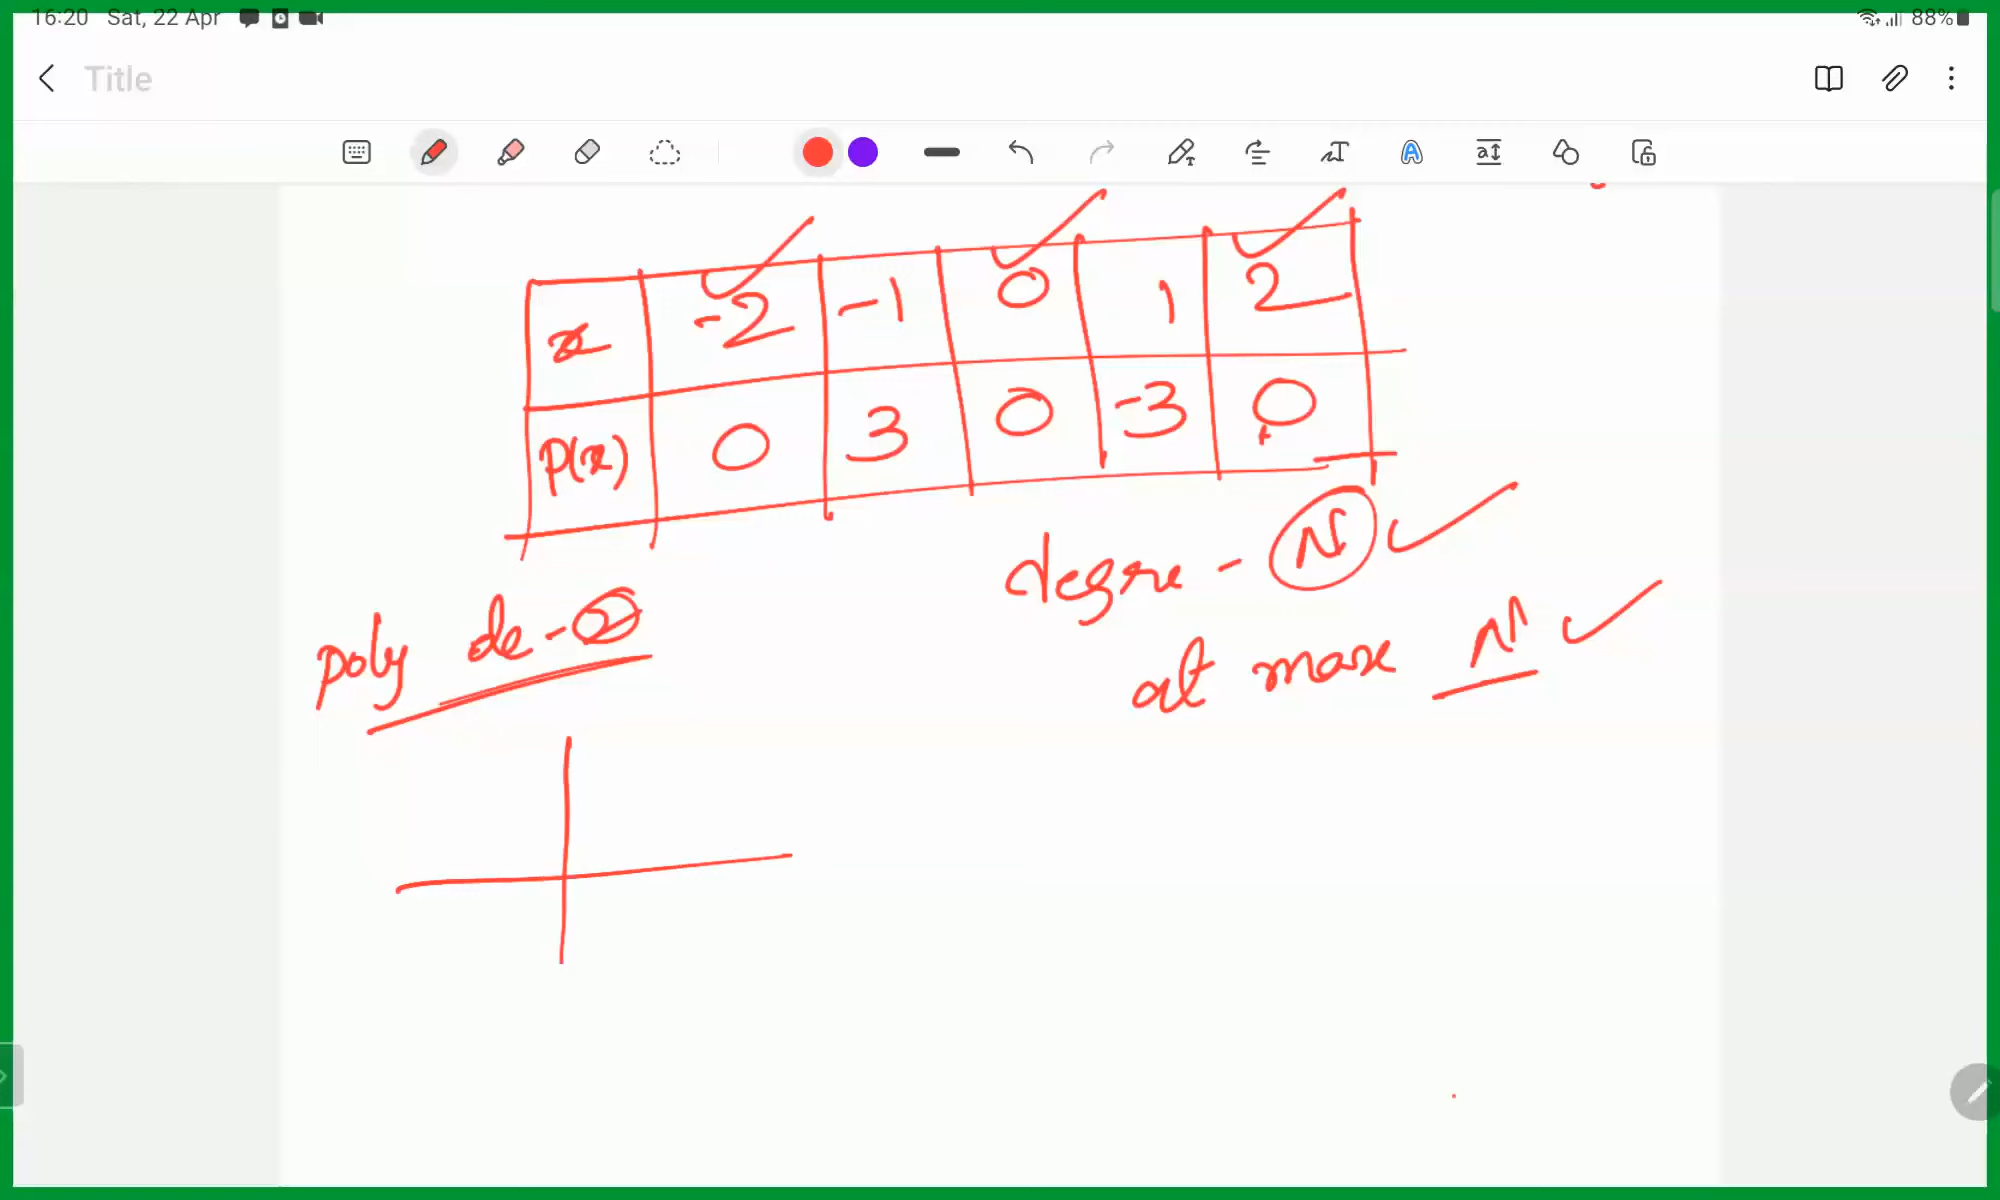 16:20 Sat, 22 Apr 88%
Title
x -2 -1 0 1 2
P(x) 0 3 0 -3 0
degree - N
poly de - 2
at max N